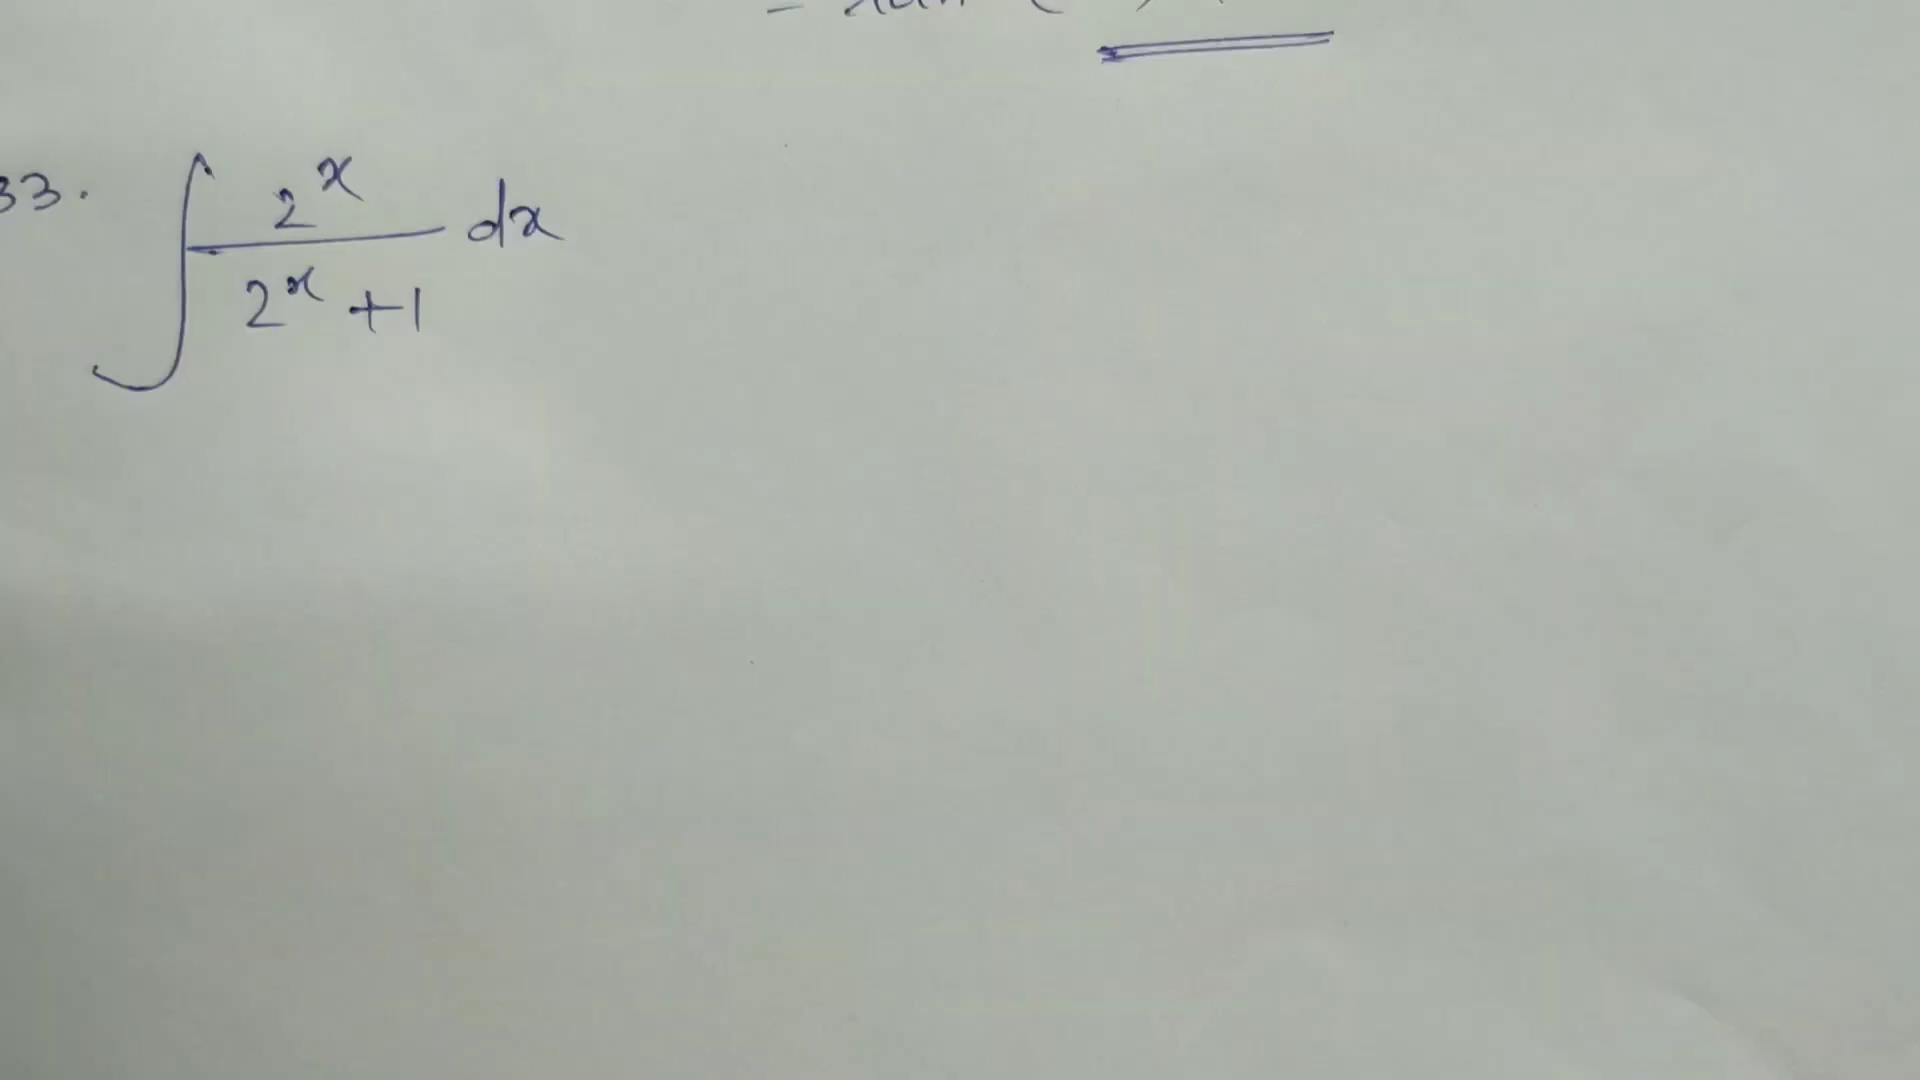 33. ∫ 2^x / (2^x + 1) dx